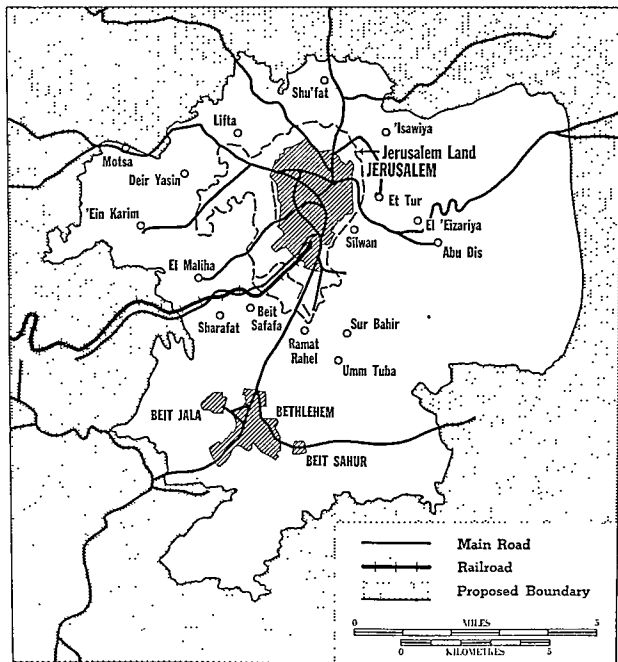 Shu'fat
Lifta
'Isawiya
Motsa
Jerusalem Land
JERUSALEM
Deir Yasin
Et Tur
'Ein Karim
El 'Eizariya
Silwan
Abu Dis
El Maliha
Sharafat
Beit
Safafa
Sur Bahir
Ramat
Rahel
Umm Tuba
BEIT JALA
BETHLEHEM
BEIT SAHUR
Main Road
Railroad
Proposed Boundary
0 MILES 5
0 KILOMETRES 5